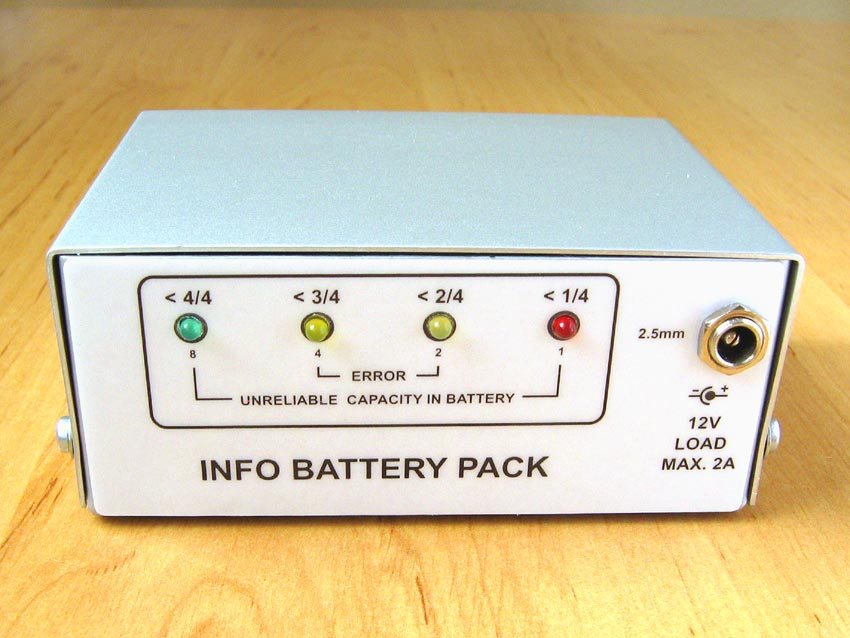 < 4/4 < 3/4 < 2/4 < 1/4
8 4 2 1
ERROR
UNRELIABLE CAPACITY IN BATTERY
INFO BATTERY PACK
2.5mm
- +
12V
LOAD
MAX. 2A